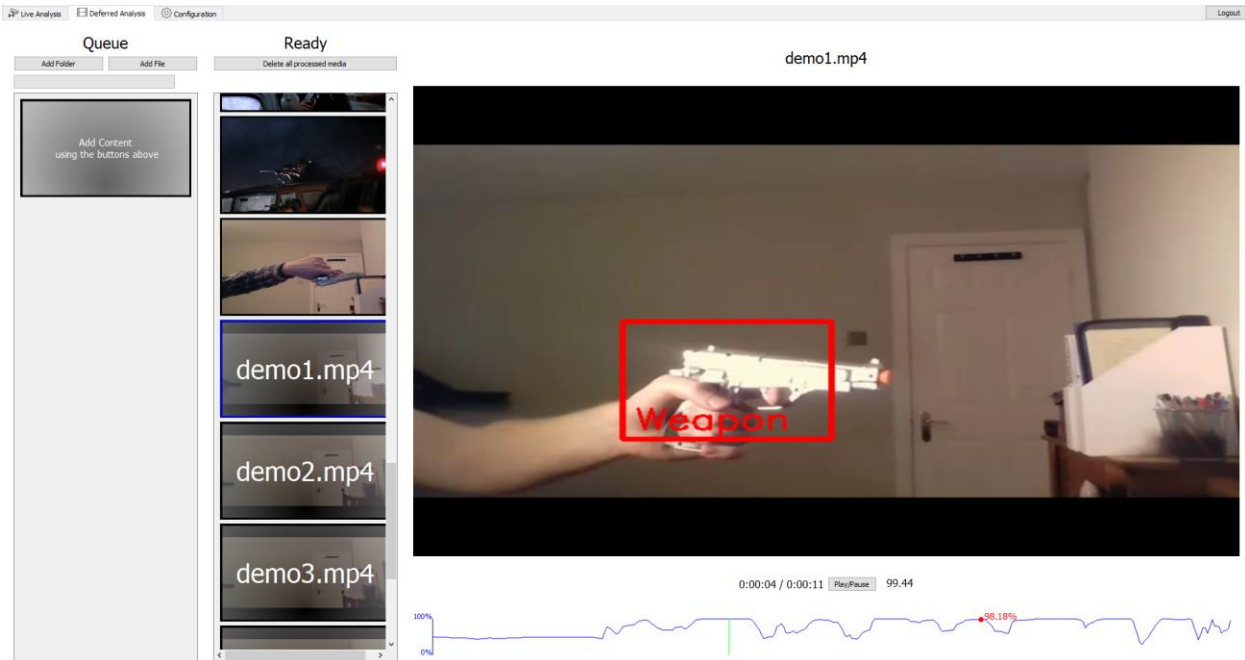 Live Analysis
Deferred Analysis
Configuration
Logout
Queue
Add Folder
Add File
Add Content
using the buttons above
Ready
Delete all processed media
demo1.mp4
demo2.mp4
demo3.mp4
demo1.mp4
Weapon
0:00:04 / 0:00:11
Play/Pause
99.44
100%
0%
98.18%